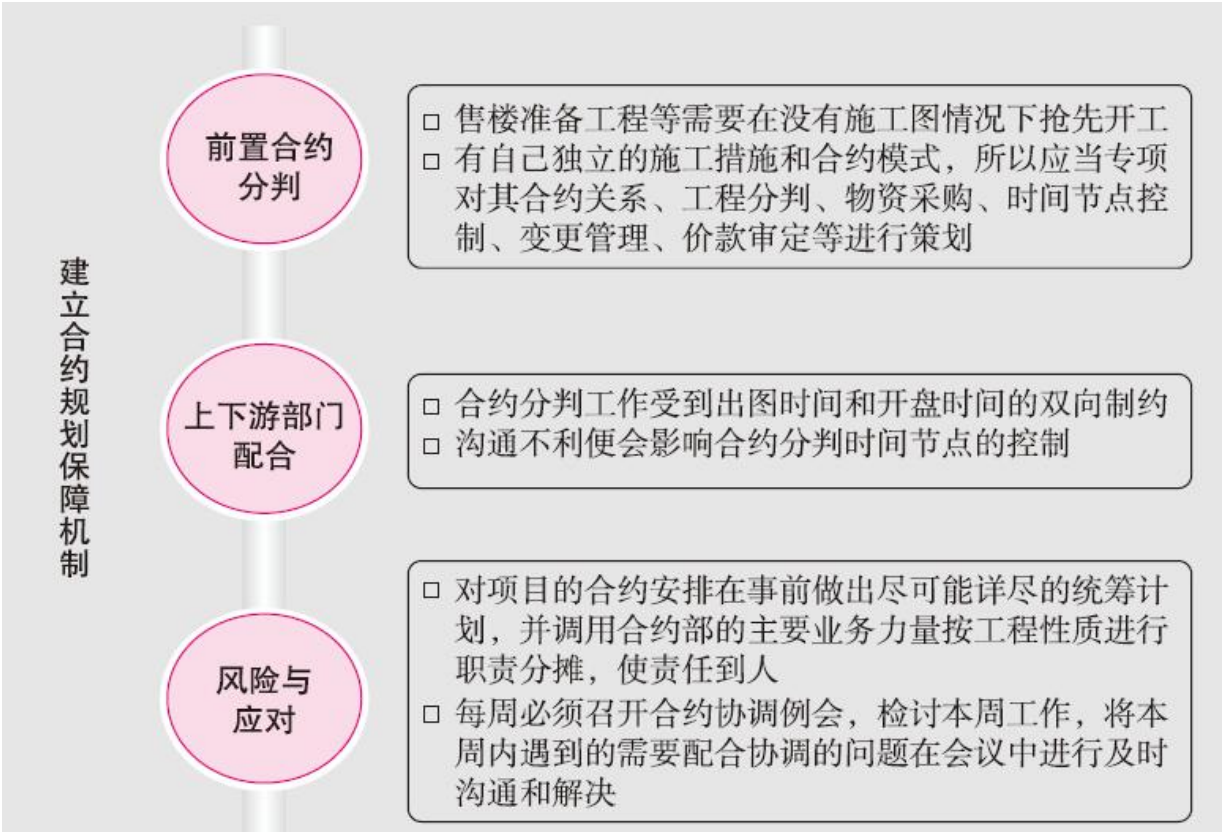 建立合约规划保障机制
前置合约
分判
□ 售楼准备工程等需要在没有施工图情况下抢先开工
□ 有自己独立的施工措施和合约模式，所以应当专项
对其合约关系、工程分判、物资采购、时间节点控
制、变更管理、价款审定等进行策划
上下游部门
配合
□ 合约分判工作受到出图时间和开盘时间的双向制约
□ 沟通不利便会影响合约分判时间节点的控制
风险与
应对
□ 对项目的合约安排在事前做出尽可能详尽的统筹计
划，并调用合约部的主要业务力量按工程性质进行
职责分摊，使责任到人
□ 每周必须召开合约协调例会，检讨本周工作，将本
周内遇到的需要配合协调的问题在会议中进行及时
沟通和解决